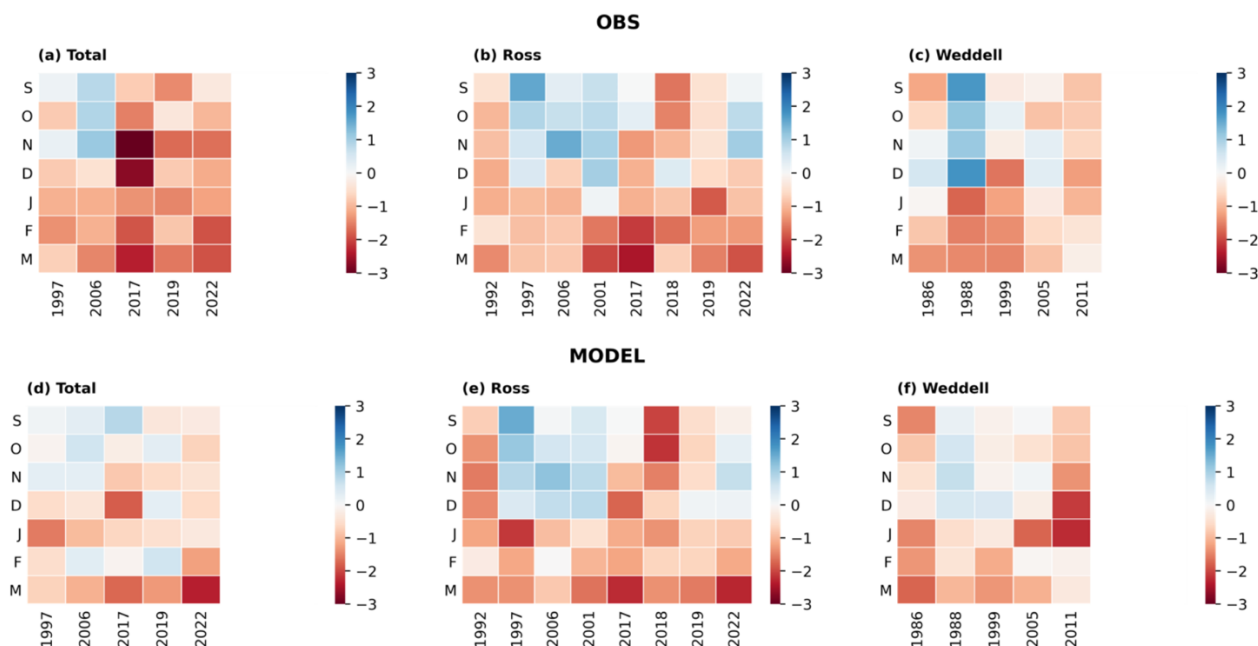 OBS
(a) Total
(b) Ross
(c) Weddell
S
O
N
D
J
F
M
3
2
1
0
−1
−2
−3
1997
2006
2017
2019
2022
S
O
N
D
J
F
M
3
2
1
0
−1
−2
−3
1992
1997
2006
2001
2017
2018
2019
2022
S
O
N
D
J
F
M
3
2
1
0
−1
−2
−3
1986
1988
1999
2005
2011
MODEL
(d) Total
(e) Ross
(f) Weddell
S
O
N
D
J
F
M
3
2
1
0
−1
−2
−3
1997
2006
2017
2019
2022
S
O
N
D
J
F
M
3
2
1
0
−1
−2
−3
1992
1997
2006
2001
2017
2018
2019
2022
S
O
N
D
J
F
M
3
2
1
0
−1
−2
−3
1986
1988
1999
2005
2011